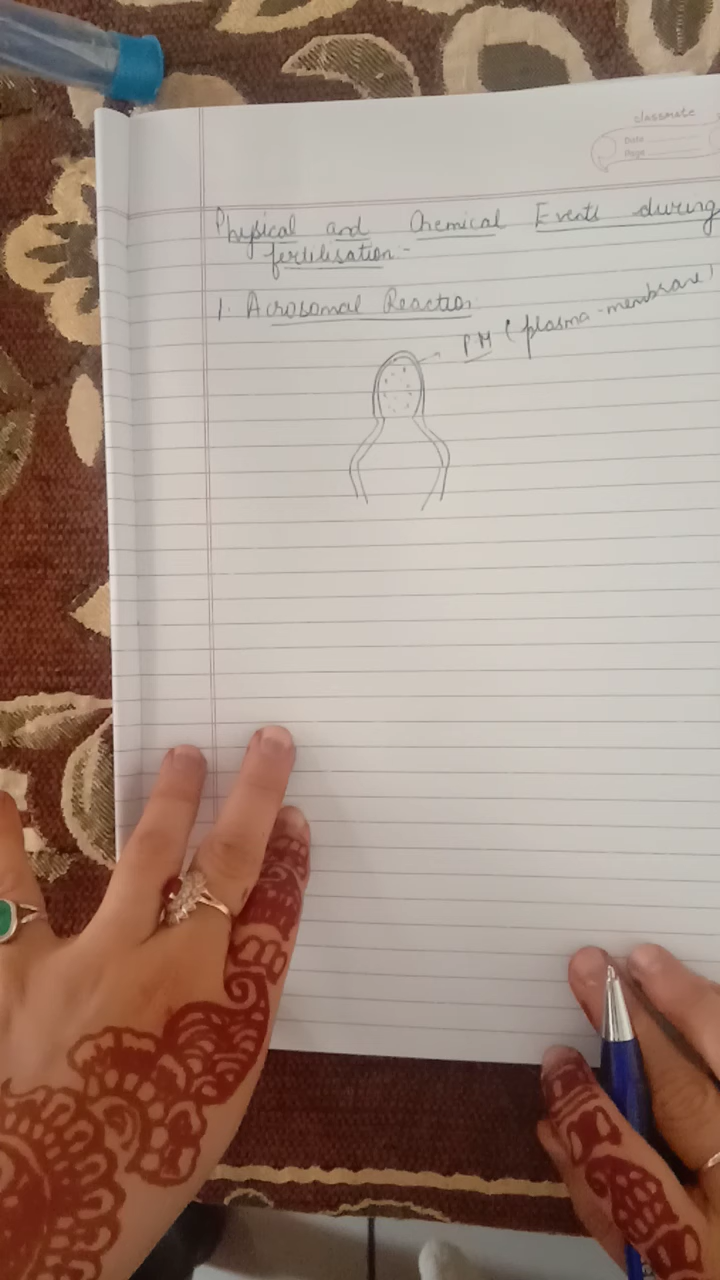 classmate
Date
Page
Physical and Chemical Events during
fertilisation -
1. Acrosomal Reaction
PM (plasma-membrane)